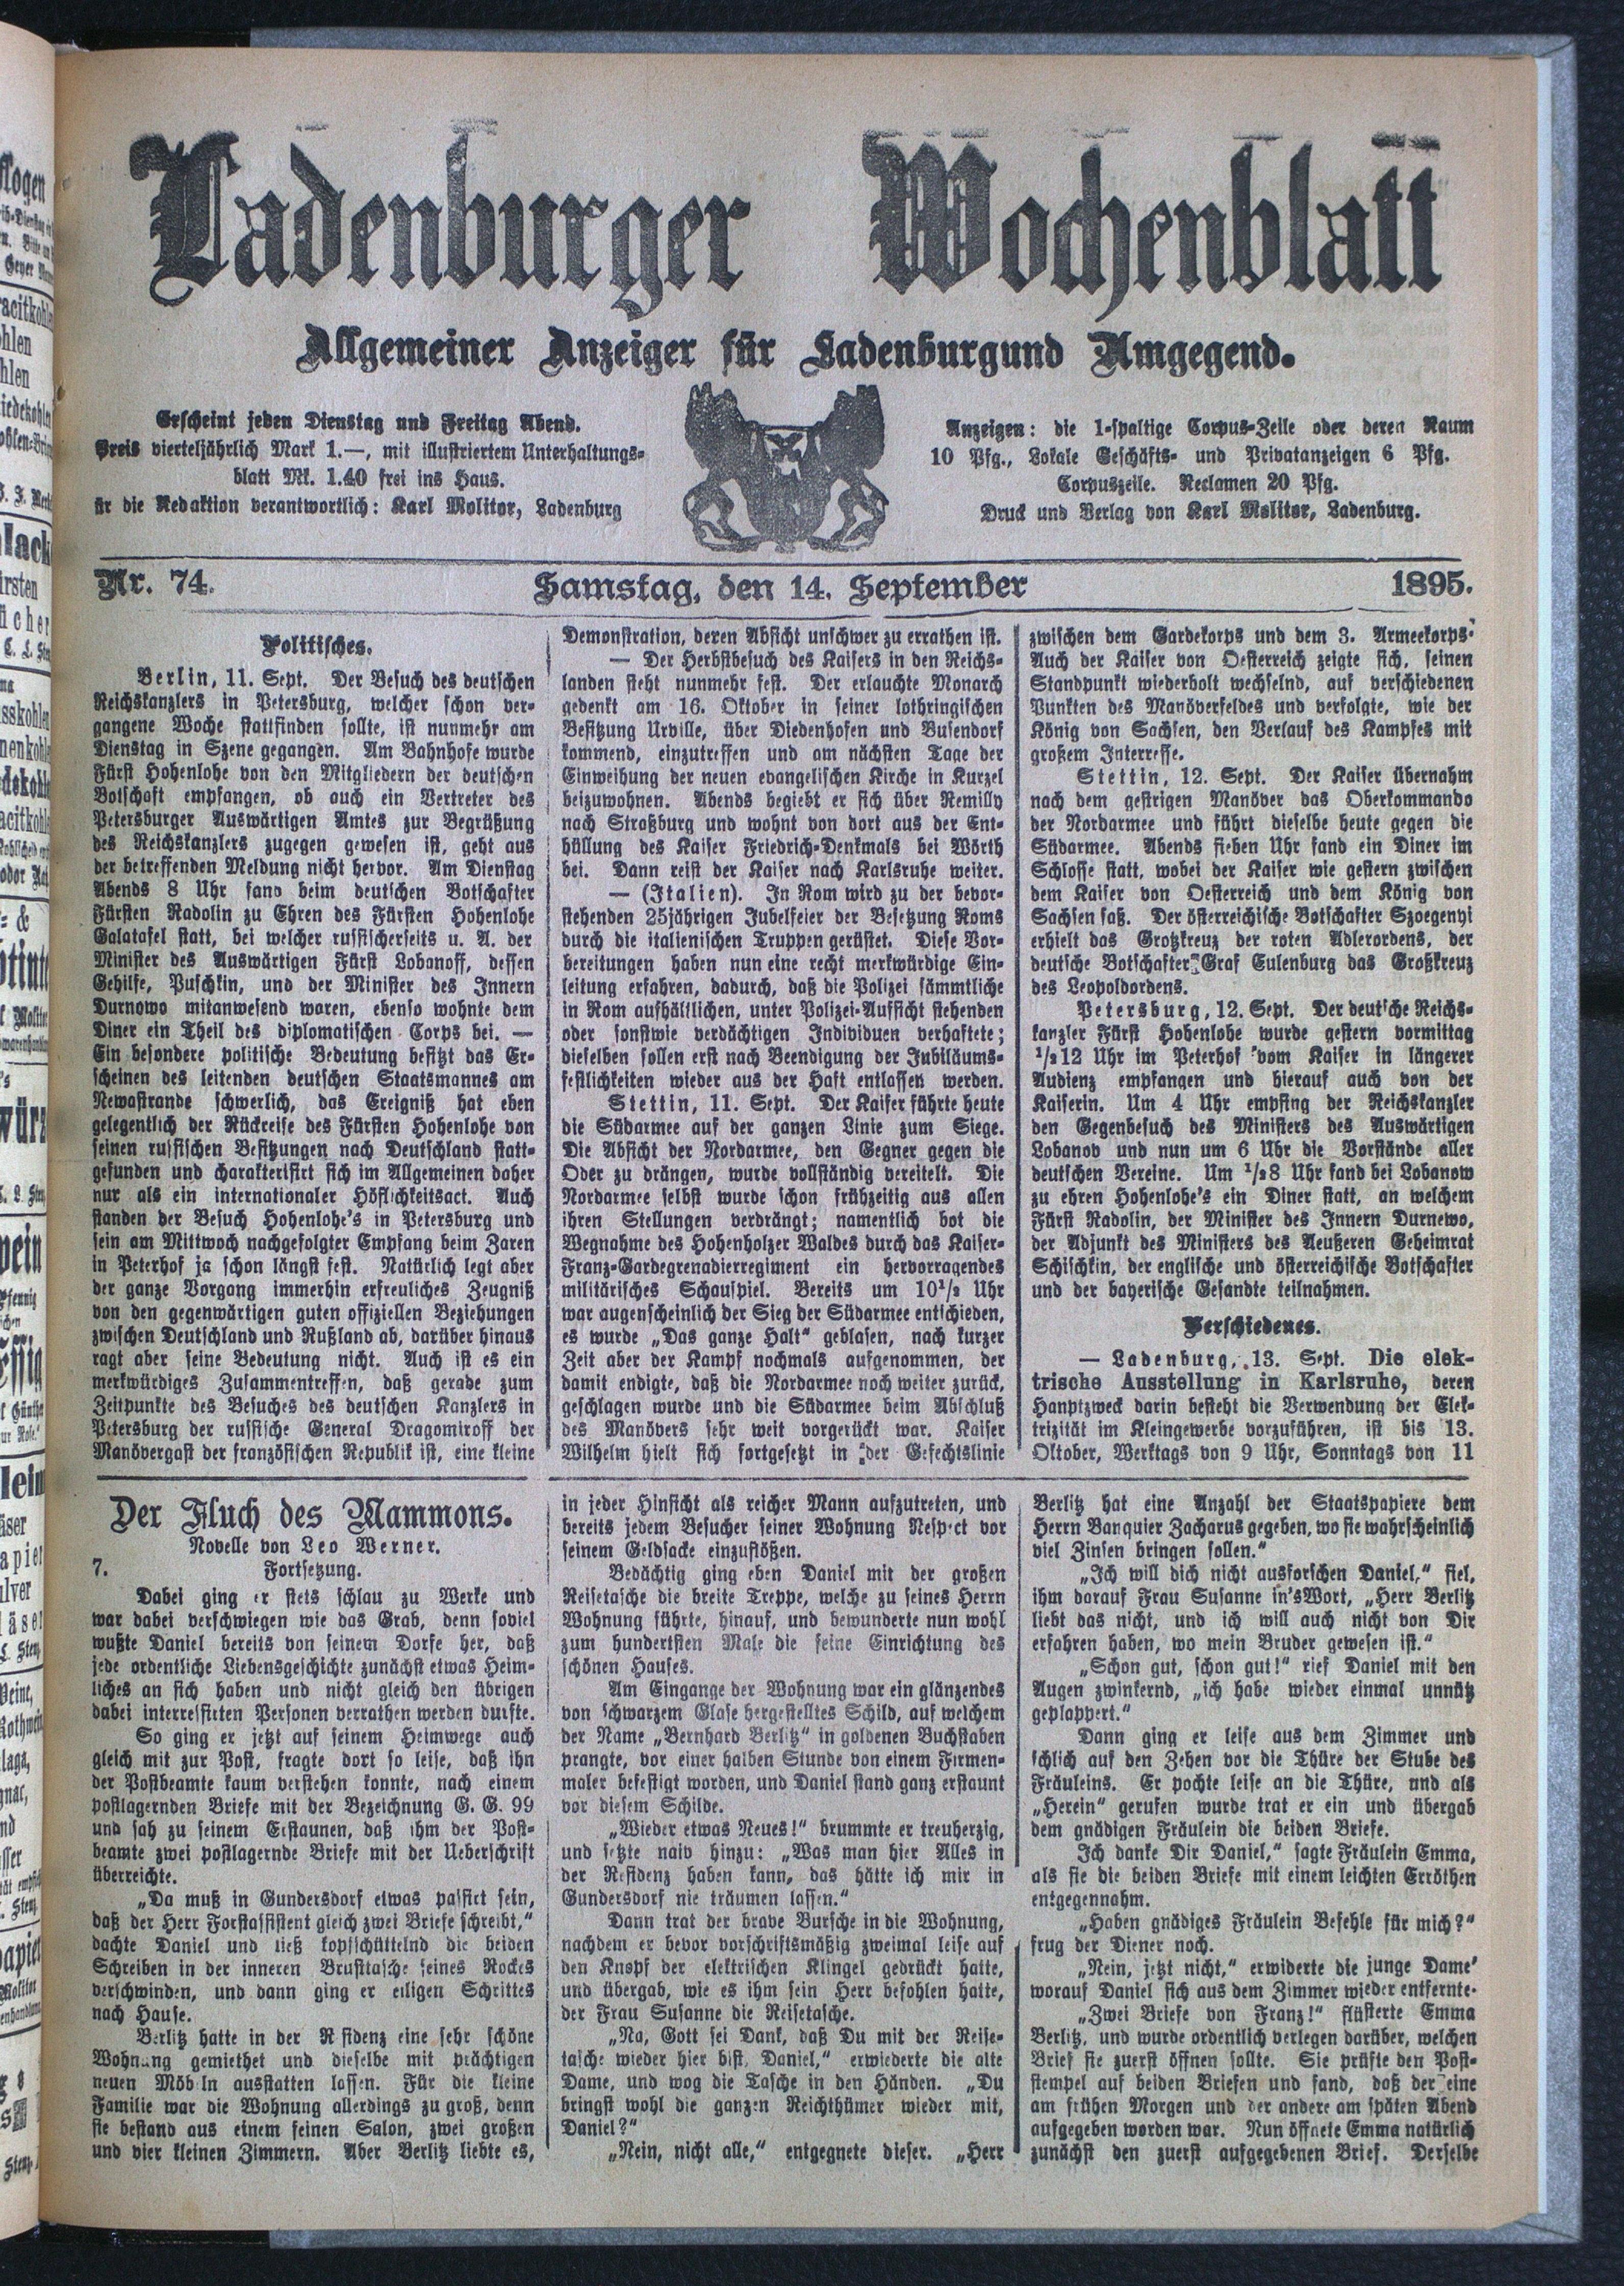 Ladenburger Wochenblatt
Allgemeiner Anzeiger für Ladenburg und Umgegend.
Erscheint jeden Dienstag und Freitag Abend.
Preis vierteljährlich Mark 1.—, mit illustriertem Unterhaltungs-
blatt Mk. 1.40 frei ins Haus.
für die Redaktion verantwortlich: Karl Molitor, Ladenburg
Anzeigen: die 1-spaltige Corpus-Zeile oder deren Raum
10 Pfg., Lokale Geschäfts- und Privatanzeigen 6 Pfg.
Corpuszeile. Reclamen 20 Pfg.
Druck und Verlag von Karl Molitor, Ladenburg.
Nr. 74.
Samstag, den 14. September
1895.
Politisches.
Berlin, 11. Sept. Der Besuch des deutschen
Reichskanzlers in Petersburg, welcher schon ver-
gangene Woche stattfinden sollte, ist nunmehr am
Dienstag in Szene gegangen. Am Bahnhofe wurde
Fürst Hohenlohe von den Mitgliedern der deutschen
Botschaft empfangen, ob auch ein Vertreter des
Petersburger Auswärtigen Amtes zur Begrüßung
des Reichskanzlers zugegen gewesen ist, geht aus
der betreffenden Meldung nicht hervor. Am Dienstag
Abends 8 Uhr fand beim deutschen Botschafter
Fürsten Radolin zu Ehren des Fürsten Hohenlohe
Galatafel statt, bei welcher russischerseits u. A. der
Minister des Auswärtigen Fürst Lobanoff, dessen
Gehilfe, Puschkin, und der Minister des Innern
Durnowo mitanwesend waren, ebenso wohnte dem
Diner ein Theil des diplomatischen Corps bei. —
Ein besondere politische Bedeutung besitzt das Er-
scheinen des leitenden deutschen Staatsmannes am
Newastrande schwerlich, das Ereigniß hat eben
gelegentlich der Rückreise des Fürsten Hohenlohe von
seinen russischen Besitzungen nach Deutschland statt-
gefunden und charakterisirt sich im Allgemeinen daher
nur als ein internationaler Höflichkeitsact. Auch
standen der Besuch Hohenlohe's in Petersburg und
sein am Mittwoch nachgefolgter Empfang beim Zaren
in Peterhof ja schon längst fest. Natürlich legt aber
der ganze Vorgang immerhin erfreuliches Zeugniß
von den gegenwärtigen guten offiziellen Beziehungen
zwischen Deutschland und Rußland ab, darüber hinaus
ragt aber seine Bedeutung nicht. Auch ist es ein
merkwürdiges Zusammentreffen, daß gerade zum
Zeitpunkte des Besuches des deutschen Kanzlers in
Petersburg der russische General Dragomiroff der
Manövergast der französischen Republik ist, eine kleine
Demonstration, deren Absicht unschwer zu errathen ist.
— Der Herbstbesuch des Kaisers in den Reichs-
landen steht nunmehr fest. Der erlauchte Monarch
gedenkt am 16. Oktober in seiner lothringischen
Besitzung Urville, über Diedenhofen und Busendorf
kommend, einzutreffen und am nächsten Tage der
Einweihung der neuen evangelischen Kirche in Kurzel
beizuwohnen. Abends begiebt er sich über Remilly
nach Straßburg und wohnt von dort aus der Ent-
hüllung des Kaiser Friedrich-Denkmals bei Wörth
bei. Dann reist der Kaiser nach Karlsruhe weiter.
— (Italien). In Rom wird zu der bevor-
stehenden 25jährigen Jubelfeier der Besetzung Roms
durch die italienischen Truppen gerüstet. Diese Vor-
bereitungen haben nun eine recht merkwürdige Ein-
leitung erfahren, dadurch, daß die Polizei sämmtliche
in Rom aufhältlichen, unter Polizei-Aufsicht stehenden
oder sonstwie verdächtigen Individuen verhaftete;
dieselben sollen erst nach Beendigung der Jubiläums-
festlichkeiten wieder aus der Haft entlassen werden.
Stettin, 11. Sept. Der Kaiser führte heute
die Südarmee auf der ganzen Linie zum Siege.
Die Absicht der Nordarmee, den Gegner gegen die
Oder zu drängen, wurde vollständig vereitelt. Die
Nordarmee selbst wurde schon frühzeitig aus allen
ihren Stellungen verdrängt; namentlich bot die
Wegnahme des Hohenholzer Waldes durch das Kaiser-
Franz-Gardegrenadierregiment ein hervorragendes
militärisches Schauspiel. Bereits um 10½ Uhr
war augenscheinlich der Sieg der Südarmee entschieden,
es wurde „Das ganze Halt“ geblasen, nach kurzer
Zeit aber der Kampf nochmals aufgenommen, der
damit endigte, daß die Nordarmee noch weiter zurück,
geschlagen wurde und die Südarmee beim Abschluß
des Manövers sehr weit vorgerückt war. Kaiser
Wilhelm hielt sich fortgesetzt in der Gefechtslinie
zwischen dem Gardekorps und dem 3. Armeekorps.
Auch der Kaiser von Oesterreich zeigte sich, seinen
Standpunkt wiederholt wechselnd, auf verschiedenen
Punkten des Manöverfeldes und verfolgte, wie der
König von Sachsen, den Verlauf des Kampfes mit
großem Interresse.
Stettin, 12. Sept. Der Kaiser übernahm
nach dem gestrigen Manöver das Oberkommando
der Nordarmee und führt dieselbe heute gegen die
Südarmee. Abends sieben Uhr fand ein Diner im
Schlosse statt, wobei der Kaiser wie gestern zwischen
dem Kaiser von Oesterreich und dem König von
Sachsen saß. Der österreichische Botschafter Szoegenyi
erhielt das Großkreuz der roten Adlerordens, der
deutsche Botschafter Graf Eulenburg das Großkreuz
des Leopoldordens.
Petersburg, 12. Sept. Der deutsche Reichs-
kanzler Fürst Hohenlohe wurde gestern vormittag
½12 Uhr im Peterhof vom Kaiser in längerer
Audienz empfangen und hierauf auch von der
Kaiserin. Um 4 Uhr empfing der Reichskanzler
den Gegenbesuch des Ministers des Auswärtigen
Lobanov und nun um 6 Uhr die Vorstände aller
deutschen Vereine. Um ½8 Uhr fand bei Lobanow
zu ehren Hohenlohe's ein Diner statt, an welchem
Fürst Radolin, der Minister des Innern Durnewo,
der Adjunkt des Ministers des Aeußeren Geheimrat
Schischkin, der englische und österreichische Botschafter
und der bayerische Gesandte teilnahmen.
Verschiedenes.
— Ladenburg, 13. Sept. Die elek-
trische Ausstellung in Karlsruhe, deren
Hauptzweck darin besteht die Verwendung der Elek-
trizität im Kleingewerbe vorzuführen, ist bis 13.
Oktober, Werktags von 9 Uhr, Sonntags von 11
Der Fluch des Mammons.
Novelle von Leo Werner.
7. Fortsetzung.
Dabei ging er stets schlau zu Werke und
war dabei verschwiegen wie das Grab, denn soviel
wußte Daniel bereits von seinem Dorfe her, daß
jede ordentliche Liebensgeschichte zunächst etwas Heim-
liches an sich haben und nicht gleich den übrigen
dabei interressirten Personen verrathen werden durfte.
So ging er jetzt auf seinem Heimwege auch
gleich mit zur Post, fragte dort so leise, daß ihn
der Postbeamte kaum verstehen konnte, nach einem
postlagernden Briefe mit der Bezeichnung G. G. 99
und sah zu seinem Erstaunen, daß ihm der Post-
beamte zwei postlagernde Briefe mit der Ueberschrift
überreichte.
„Da muß in Gundersdorf etwas passirt sein,
daß der Herr Forstassistent gleich zwei Briefe schreibt,“
dachte Daniel und ließ kopfschüttelnd die beiden
Schreiben in der inneren Brusttasche seines Rockes
verschwinden, und dann ging er eiligen Schrittes
nach Hause.
Berlitz hatte in der Residenz eine sehr schöne
Wohnung gemiethet und dieselbe mit prächtigen
neuen Möbeln ausstatten lassen. Für die kleine
Familie war die Wohnung allerdings zu groß, denn
sie bestand aus einem feinen Salon, zwei großen
und vier kleinen Zimmern. Aber Berlitz liebte es,
in jeder Hinsicht als reicher Mann aufzutreten, und
bereits jedem Besucher seiner Wohnung Respect vor
seinem Geldsacke einzuflößen.
Bedächtig ging eben Daniel mit der großen
Reisetasche die breite Treppe, welche zu seines Herrn
Wohnung führte, hinauf, und bewunderte nun wohl
zum hundertsten Male die feine Einrichtung des
schönen Hauses.
Am Eingange der Wohnung war ein glänzendes
von schwarzem Glase hergestelltes Schild, auf welchem
der Name „Bernhard Berlitz“ in goldenen Buchstaben
prangte, vor einer halben Stunde von einem Firmen-
maler befestigt worden, und Daniel stand ganz erstaunt
vor diesem Schilde.
„Wieder etwas Neues!“ brummte er treuherzig,
und setzte naiv hinzu: „Was man hier Alles in
der Residenz haben kann, das hätte ich mir in
Gundersdorf nie träumen lassen.“
Dann trat der brave Bursche in die Wohnung,
nachdem er bevor vorschriftsmäßig zweimal leise auf
den Knopf der elektrischen Klingel gedrückt hatte,
und übergab, wie es ihm sein Herr befohlen hatte,
der Frau Susanne die Reisetasche.
„Na, Gott sei Dank, daß Du mit der Reise-
tasche wieder hier bist, Daniel,“ erwiederte die alte
Dame, und wog die Tasche in den Händen. „Du
bringst wohl die ganzen Reichthümer wieder mit,
Daniel?“
„Nein, nicht alle,“ entgegnete dieser. „Herr
Berlitz hat eine Anzahl der Staatspapiere dem
Herrn Banquier Zacharus gegeben, wo sie wahrscheinlich
viel Zinsen bringen sollen.“
„Ich will dich nicht ausforschen Daniel,“ fiel,
ihm darauf Frau Susanne in's Wort, „Herr Berlitz
liebt das nicht, und ich will auch nicht von Dir
erfahren haben, wo mein Bruder gewesen ist.“
„Schon gut, schon gut!“ rief Daniel mit den
Augen zwinkernd, „ich habe wieder einmal unnütz
geplappert.“
Dann ging er leise aus dem Zimmer und
schlich auf den Zehen vor die Thüre der Stube des
Fräuleins. Er pochte leise an die Thüre, und als
„Herein“ gerufen wurde trat er ein und übergab
dem gnädigen Fräulein die beiden Briefe.
Ich danke Dir Daniel,“ sagte Fräulein Emma,
als sie die beiden Briefe mit einem leichten Erröthen
entgegennahm.
„Haben gnädiges Fräulein Befehle für mich?“
frug der Diener noch.
„Nein, jetzt nicht,“ erwiderte die junge Dame'
worauf Daniel sich aus dem Zimmer wieder entfernte.
„Zwei Briefe von Franz!“ flüsterte Emma
Berlitz, und wurde ordentlich verlegen darüber, welchen
Brief sie zuerst öffnen sollte. Sie prüfte den Post-
stempel auf beiden Briefen und fand, daß der eine
am frühen Morgen und der andere am späten Abend
aufgegeben worden war. Nun öffnete Emma natürlich
zunächst den zuerst aufgegebenen Brief. Derselbe